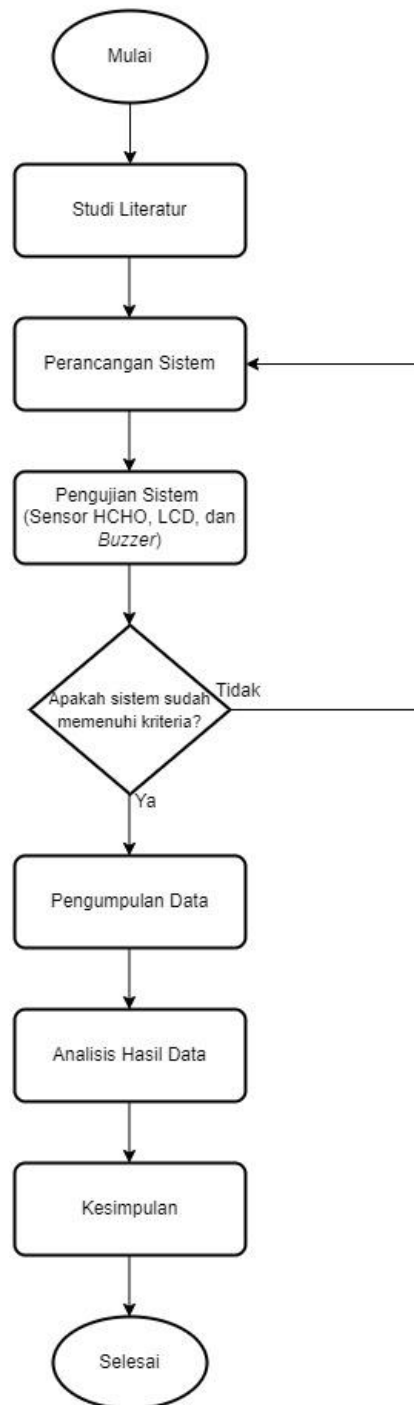 Mulai
Studi Literatur
Perancangan Sistem
Pengujian Sistem
(Sensor HCHO, LCD, dan
Buzzer)
Apakah sistem sudah
memenuhi kriteria?
Tidak
Ya
Pengumpulan Data
Analisis Hasil Data
Kesimpulan
Selesai